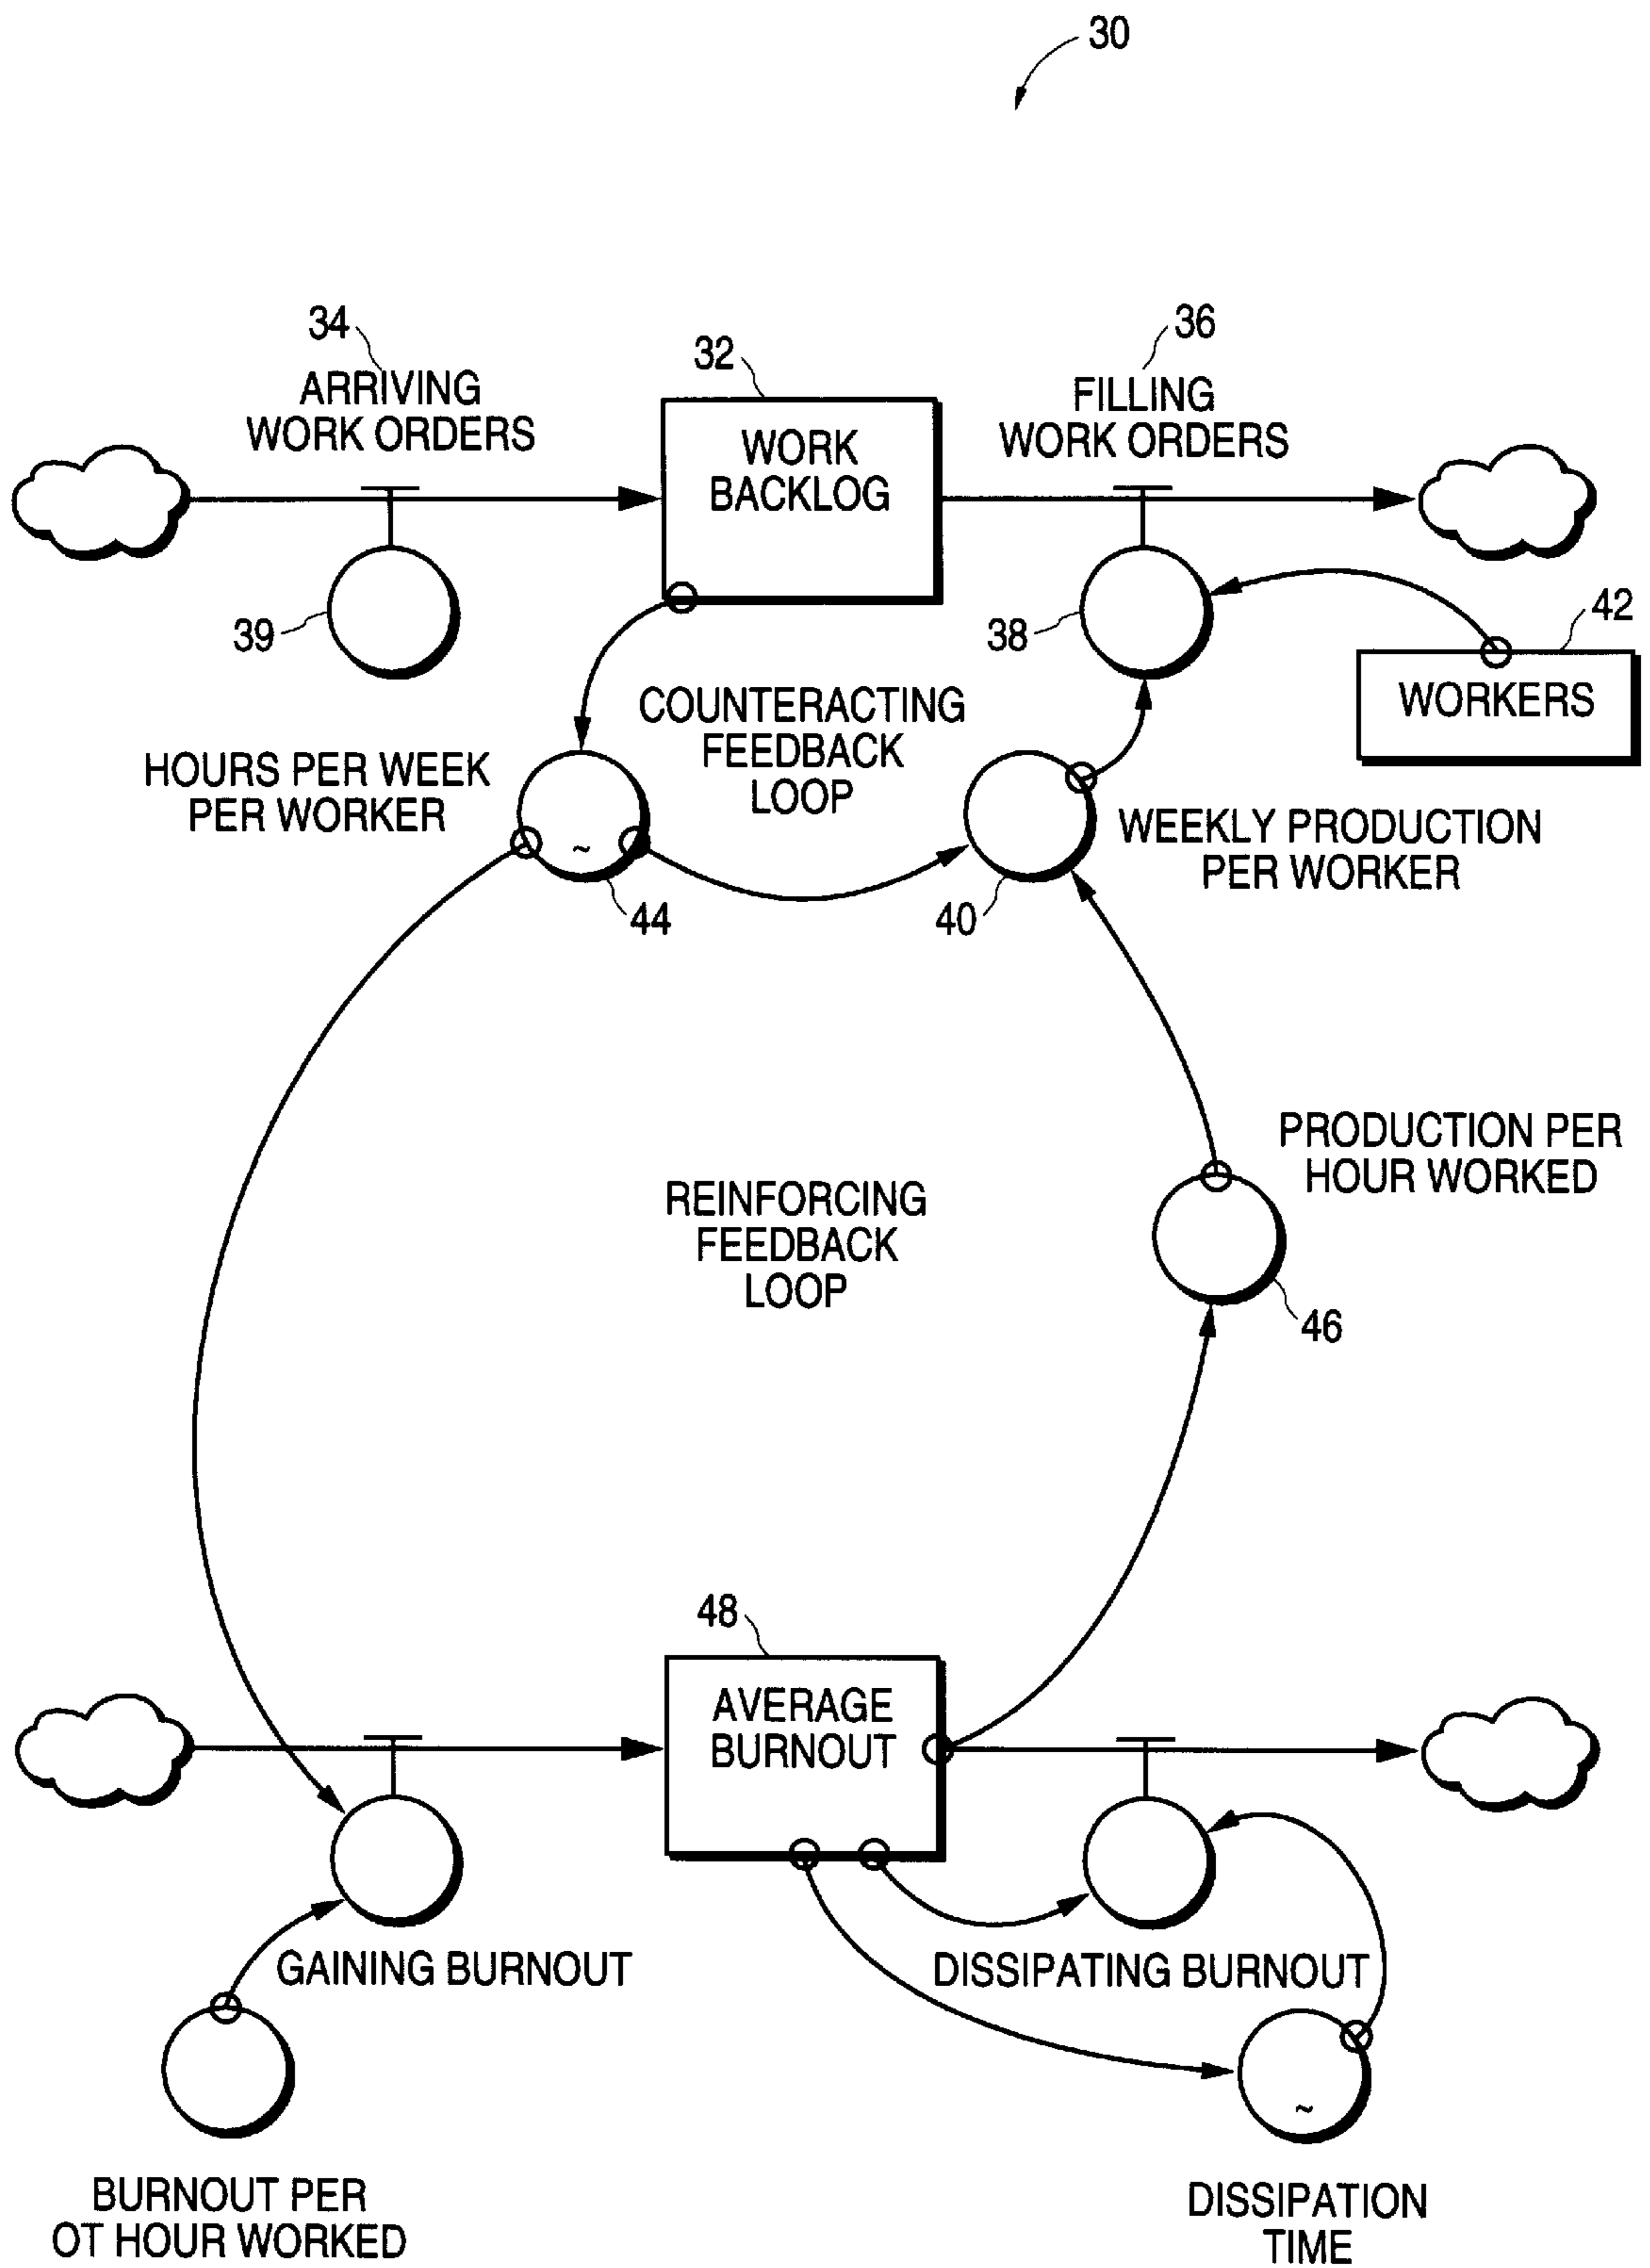 30
34
ARRIVING
WORK ORDERS
32
WORK
BACKLOG
36
FILLING
WORK ORDERS
39
38
42
WORKERS
COUNTERACTING
FEEDBACK
LOOP
HOURS PER WEEK
PER WORKER
~
44
40
WEEKLY PRODUCTION
PER WORKER
PRODUCTION PER
HOUR WORKED
REINFORCING
FEEDBACK
LOOP
46
48
AVERAGE
BURNOUT
GAINING BURNOUT
DISSIPATING BURNOUT
~
BURNOUT PER
OT HOUR WORKED
DISSIPATION
TIME